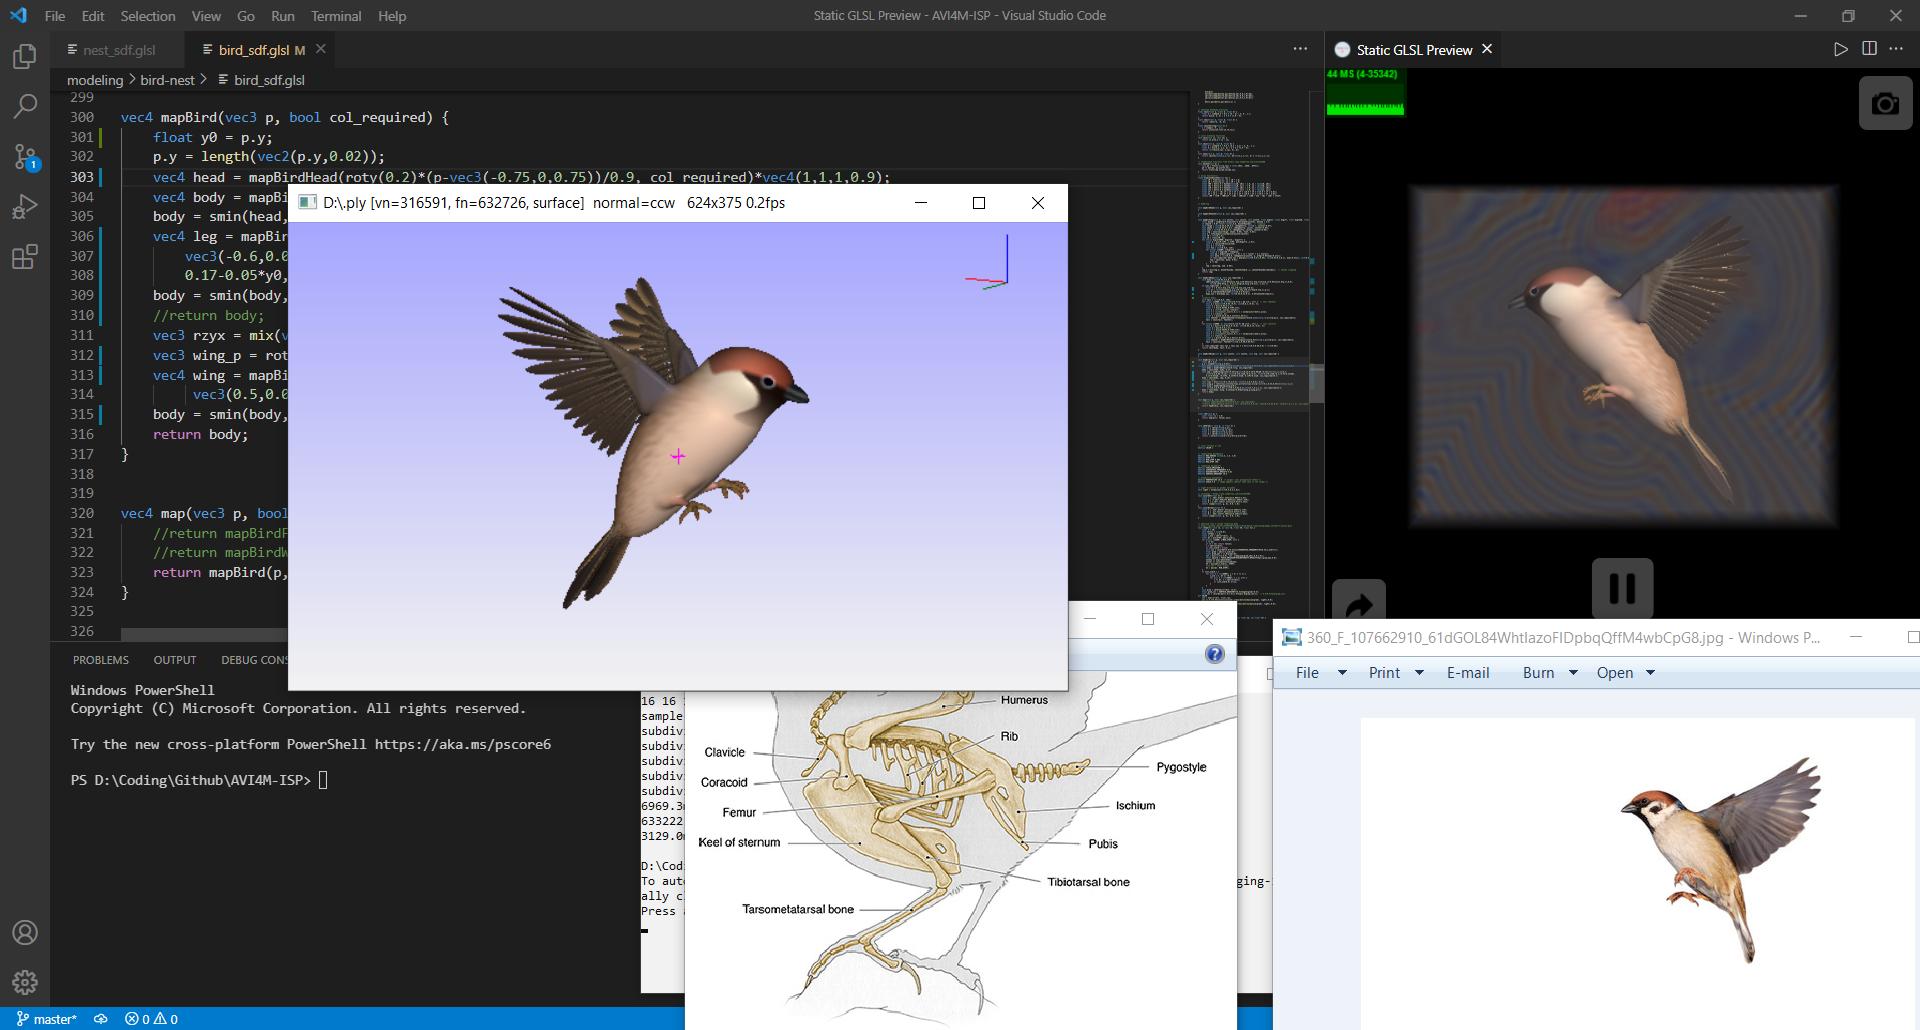 File Edit Selection View Go Run Terminal Help
Static GLSL Preview - AVI4M-ISP - Visual Studio Code
nest_sdf.glsl
bird_sdf.glsl M
modeling > bird-nest > bird_sdf.glsl
299
300 vec4 mapBird(vec3 p, bool col_required) {
301 float y0 = p.y;
302 p.y = length(vec2(p.y,0.02));
303 vec4 head = mapBirdHead(roty(0.2)*(p-vec3(-0.75,0,0.75))/0.9, col_required)*vec4(1,1,1,0.9);
304 vec4 body = mapBi
305 body = smin(head,
306 vec4 leg = mapBir
307 vec3(-0.6,0.0
308 0.17-0.05*y0,
309 body = smin(body,
310 //return body;
311 vec3 rzyx = mix(v
312 vec3 wing_p = rot
313 vec4 wing = mapBi
314 vec3(0.5,0.0
315 body = smin(body,
316 return body;
317 }
318
319
320 vec4 map(vec3 p, bool
321 //return mapBirdF
322 //return mapBirdW
323 return mapBird(p,
324 }
325
326
PROBLEMS OUTPUT DEBUG CONS
Windows PowerShell
Copyright (C) Microsoft Corporation. All rights reserved.
Try the new cross-platform PowerShell https://aka.ms/pscore6
PS D:\Coding\Github\AVI4M-ISP>
master* 0 0
1
D:\.ply [vn=316591, fn=632726, surface] normal=ccw 624x375 0.2fps
Static GLSL Preview
44 MS (4-35342)
16 16
sample
subdiv
subdiv
subdiv
subdiv
subdiv
6969.3
633222
3129.0
D:\Cod
To aut
ging-
ally c
Press
Humerus
Rib
Clavicle
Pygostyle
Coracoid
Ischium
Femur
Keel of sternum
Pubis
Tibiotarsal bone
Tarsometatarsal bone
360_F_107662910_61dGOL84WhtIazoFIDpbqQffM4wbCpG8.jpg - Windows P...
File Print E-mail Burn Open